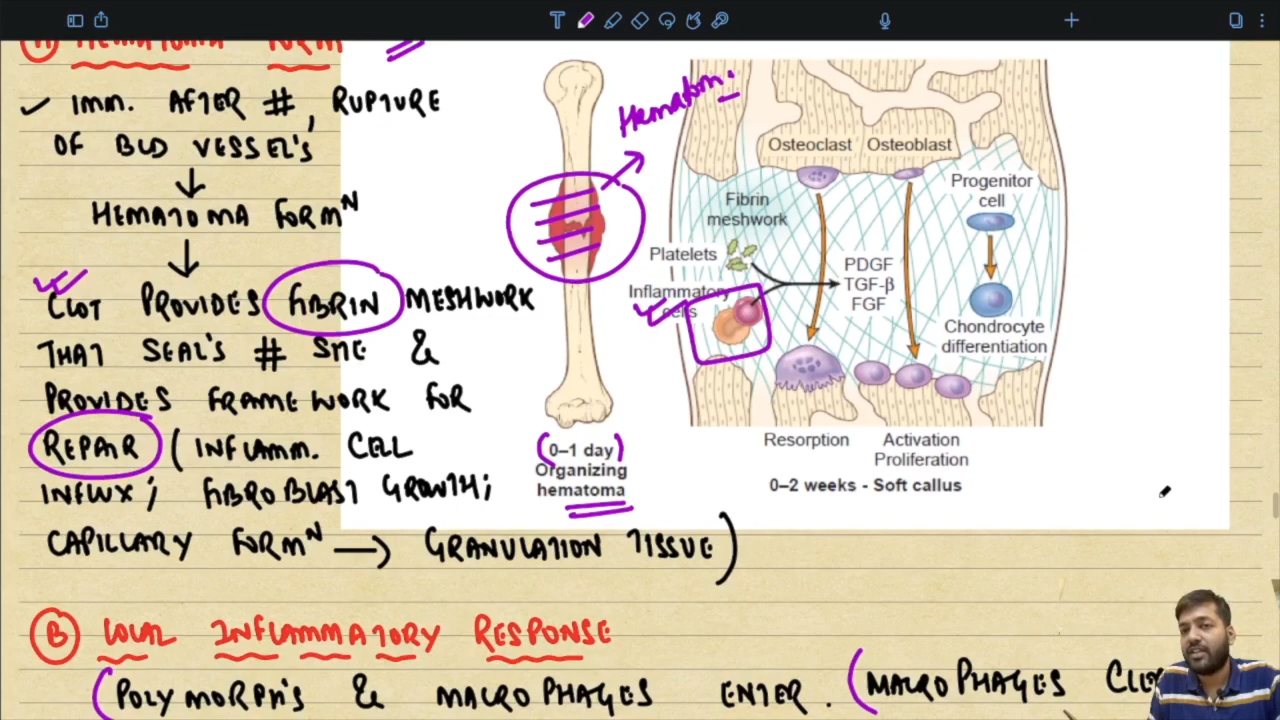 (A) HEMATOMA FORMᴺ
✓ IMM. AFTER #, RUPTURE
OF BLD VESSEL'S
↓
HEMATOMA FORMᴺ
↓
CLOT PROVIDES FIBRIN MESHWORK
THAT SEAL'S # SITE &
PROVIDES FRAMEWORK FOR
REPAIR (INFLAMM. CELL
INFLUX; FIBROBLAST GROWTH;
CAPILLARY FORMᴺ → GRANULATION TISSUE)
Hematom.
0–1 day
Organizing
hematoma
Osteoclast
Osteoblast
Progenitor
cell
Fibrin
meshwork
Platelets
Inflammatory
cells
PDGF
TGF-β
FGF
Chondrocyte
differentiation
Resorption
Activation
Proliferation
0–2 weeks - Soft callus
(B) LOCAL INFLAMMATORY RESPONSE
(POLYMORPH'S & MACROPHAGES ENTER. (MACROPHAGES